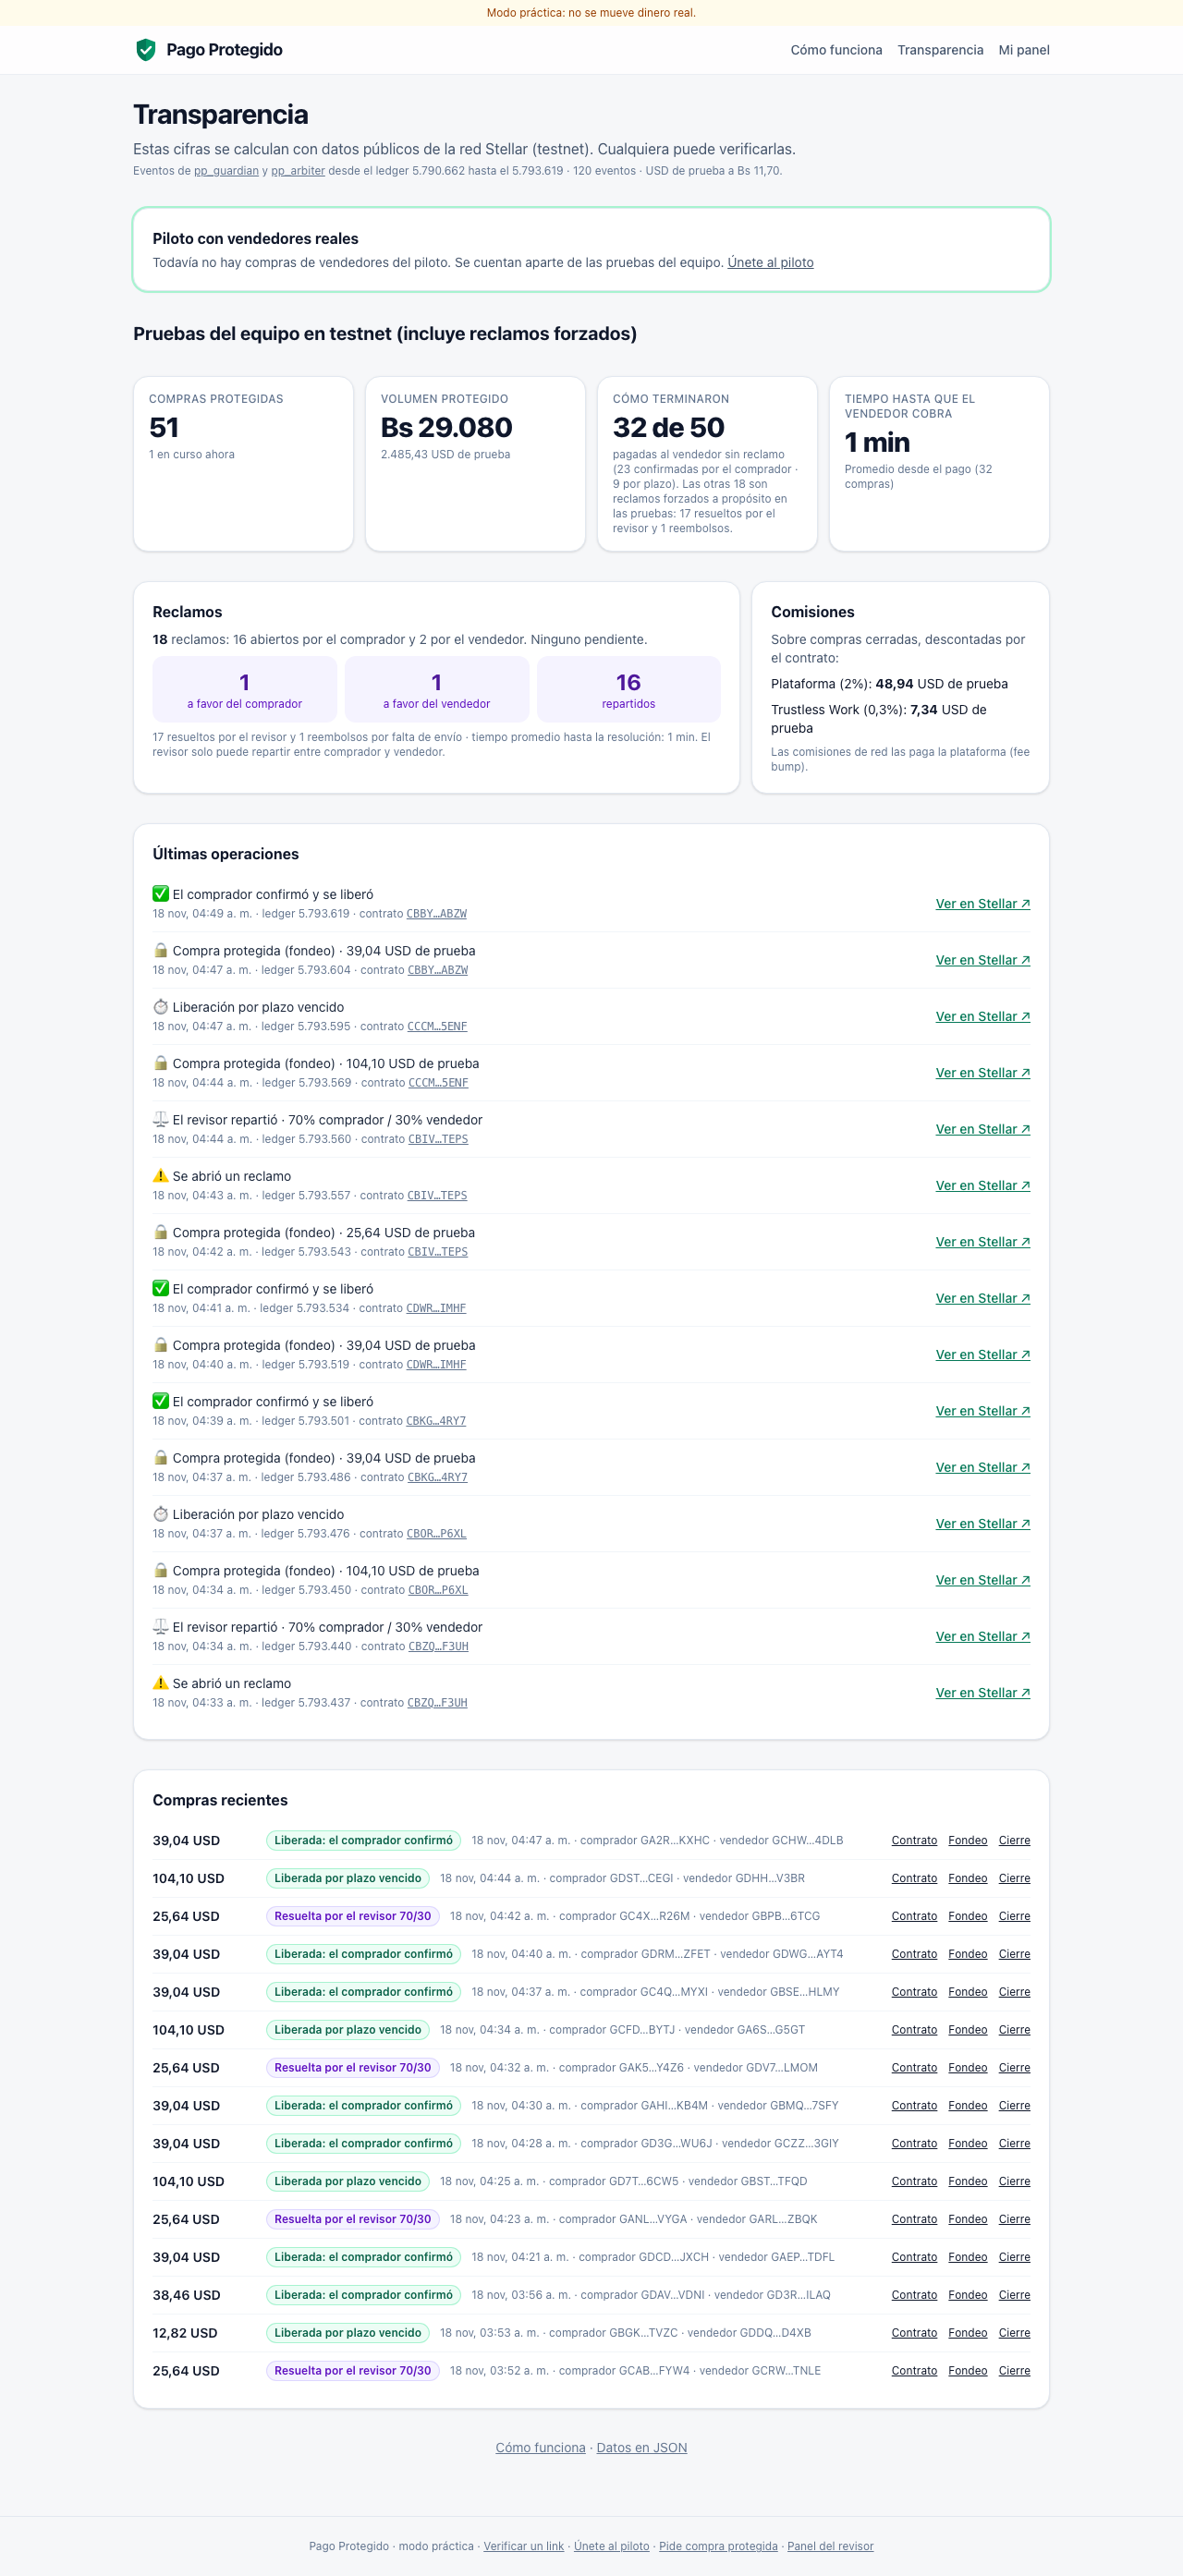 Modo práctica: no se mueve dinero real.
Pago Protegido
Cómo funciona Transparencia Mi panel
Transparencia
Estas cifras se calculan con datos públicos de la red Stellar (testnet). Cualquiera puede verificarlas.
Eventos de pp_guardian y pp_arbiter desde el ledger 5.790.662 hasta el 5.793.619 · 120 eventos · USD de prueba a Bs 11,70.
Piloto con vendedores reales
Todavía no hay compras de vendedores del piloto. Se cuentan aparte de las pruebas del equipo. Únete al piloto
Pruebas del equipo en testnet (incluye reclamos forzados)
COMPRAS PROTEGIDAS
51
1 en curso ahora
VOLUMEN PROTEGIDO
Bs 29.080
2.485,43 USD de prueba
CÓMO TERMINARON
32 de 50
pagadas al vendedor sin reclamo
(23 confirmadas por el comprador ·
9 por plazo). Las otras 18 son
reclamos forzados a propósito en
las pruebas: 17 resueltos por el
revisor y 1 reembolsos.
TIEMPO HASTA QUE EL
VENDEDOR COBRA
1 min
Promedio desde el pago (32
compras)
Reclamos
18 reclamos: 16 abiertos por el comprador y 2 por el vendedor. Ninguno pendiente.
1
a favor del comprador
1
a favor del vendedor
16
repartidos
17 resueltos por el revisor y 1 reembolsos por falta de envío · tiempo promedio hasta la resolución: 1 min. El
revisor solo puede repartir entre comprador y vendedor.
Comisiones
Sobre compras cerradas, descontadas por
el contrato:
Plataforma (2%): 48,94 USD de prueba
Trustless Work (0,3%): 7,34 USD de
prueba
Las comisiones de red las paga la plataforma (fee
bump).
Últimas operaciones
✅ El comprador confirmó y se liberó
18 nov, 04:49 a. m. · ledger 5.793.619 · contrato CBBY…ABZW
Ver en Stellar ↗
🔒 Compra protegida (fondeo) · 39,04 USD de prueba
18 nov, 04:47 a. m. · ledger 5.793.604 · contrato CBBY…ABZW
Ver en Stellar ↗
⏱ Liberación por plazo vencido
18 nov, 04:47 a. m. · ledger 5.793.595 · contrato CCCM…5ENF
Ver en Stellar ↗
🔒 Compra protegida (fondeo) · 104,10 USD de prueba
18 nov, 04:44 a. m. · ledger 5.793.569 · contrato CCCM…5ENF
Ver en Stellar ↗
⚖ El revisor repartió · 70% comprador / 30% vendedor
18 nov, 04:44 a. m. · ledger 5.793.560 · contrato CBIV…TEPS
Ver en Stellar ↗
⚠ Se abrió un reclamo
18 nov, 04:43 a. m. · ledger 5.793.557 · contrato CBIV…TEPS
Ver en Stellar ↗
🔒 Compra protegida (fondeo) · 25,64 USD de prueba
18 nov, 04:42 a. m. · ledger 5.793.543 · contrato CBIV…TEPS
Ver en Stellar ↗
✅ El comprador confirmó y se liberó
18 nov, 04:41 a. m. · ledger 5.793.534 · contrato CDWR…IMHF
Ver en Stellar ↗
🔒 Compra protegida (fondeo) · 39,04 USD de prueba
18 nov, 04:40 a. m. · ledger 5.793.519 · contrato CDWR…IMHF
Ver en Stellar ↗
✅ El comprador confirmó y se liberó
18 nov, 04:39 a. m. · ledger 5.793.501 · contrato CBKG…4RY7
Ver en Stellar ↗
🔒 Compra protegida (fondeo) · 39,04 USD de prueba
18 nov, 04:37 a. m. · ledger 5.793.486 · contrato CBKG…4RY7
Ver en Stellar ↗
⏱ Liberación por plazo vencido
18 nov, 04:37 a. m. · ledger 5.793.476 · contrato CBOR…P6XL
Ver en Stellar ↗
🔒 Compra protegida (fondeo) · 104,10 USD de prueba
18 nov, 04:34 a. m. · ledger 5.793.450 · contrato CBOR…P6XL
Ver en Stellar ↗
⚖ El revisor repartió · 70% comprador / 30% vendedor
18 nov, 04:34 a. m. · ledger 5.793.440 · contrato CBZQ…F3UH
Ver en Stellar ↗
⚠ Se abrió un reclamo
18 nov, 04:33 a. m. · ledger 5.793.437 · contrato CBZQ…F3UH
Ver en Stellar ↗
Compras recientes
39,04 USD Liberada: el comprador confirmó 18 nov, 04:47 a. m. · comprador GA2R…KXHC · vendedor GCHW…4DLB Contrato Fondeo Cierre
104,10 USD Liberada por plazo vencido 18 nov, 04:44 a. m. · comprador GDST…CEGI · vendedor GDHH…V3BR Contrato Fondeo Cierre
25,64 USD Resuelta por el revisor 70/30 18 nov, 04:42 a. m. · comprador GC4X…R26M · vendedor GBPB…6TCG Contrato Fondeo Cierre
39,04 USD Liberada: el comprador confirmó 18 nov, 04:40 a. m. · comprador GDRM…ZFET · vendedor GDWG…AYT4 Contrato Fondeo Cierre
39,04 USD Liberada: el comprador confirmó 18 nov, 04:37 a. m. · comprador GC4Q…MYXI · vendedor GBSE…HLMY Contrato Fondeo Cierre
104,10 USD Liberada por plazo vencido 18 nov, 04:34 a. m. · comprador GCFD…BYTJ · vendedor GA6S…G5GT Contrato Fondeo Cierre
25,64 USD Resuelta por el revisor 70/30 18 nov, 04:32 a. m. · comprador GAK5…Y4Z6 · vendedor GDV7…LMOM Contrato Fondeo Cierre
39,04 USD Liberada: el comprador confirmó 18 nov, 04:30 a. m. · comprador GAHI…KB4M · vendedor GBMQ…7SFY Contrato Fondeo Cierre
39,04 USD Liberada: el comprador confirmó 18 nov, 04:28 a. m. · comprador GD3G…WU6J · vendedor GCZZ…3GIY Contrato Fondeo Cierre
104,10 USD Liberada por plazo vencido 18 nov, 04:25 a. m. · comprador GD7T…6CW5 · vendedor GBST…TFQD Contrato Fondeo Cierre
25,64 USD Resuelta por el revisor 70/30 18 nov, 04:23 a. m. · comprador GANL…VYGA · vendedor GARL…ZBQK Contrato Fondeo Cierre
39,04 USD Liberada: el comprador confirmó 18 nov, 04:21 a. m. · comprador GDCD…JXCH · vendedor GAEP…TDFL Contrato Fondeo Cierre
38,46 USD Liberada: el comprador confirmó 18 nov, 03:56 a. m. · comprador GDAV…VDNI · vendedor GD3R…ILAQ Contrato Fondeo Cierre
12,82 USD Liberada por plazo vencido 18 nov, 03:53 a. m. · comprador GBGK…TVZC · vendedor GDDQ…D4XB Contrato Fondeo Cierre
25,64 USD Resuelta por el revisor 70/30 18 nov, 03:52 a. m. · comprador GCAB…FYW4 · vendedor GCRW…TNLE Contrato Fondeo Cierre
Cómo funciona · Datos en JSON
Pago Protegido · modo práctica · Verificar un link · Únete al piloto · Pide compra protegida · Panel del revisor